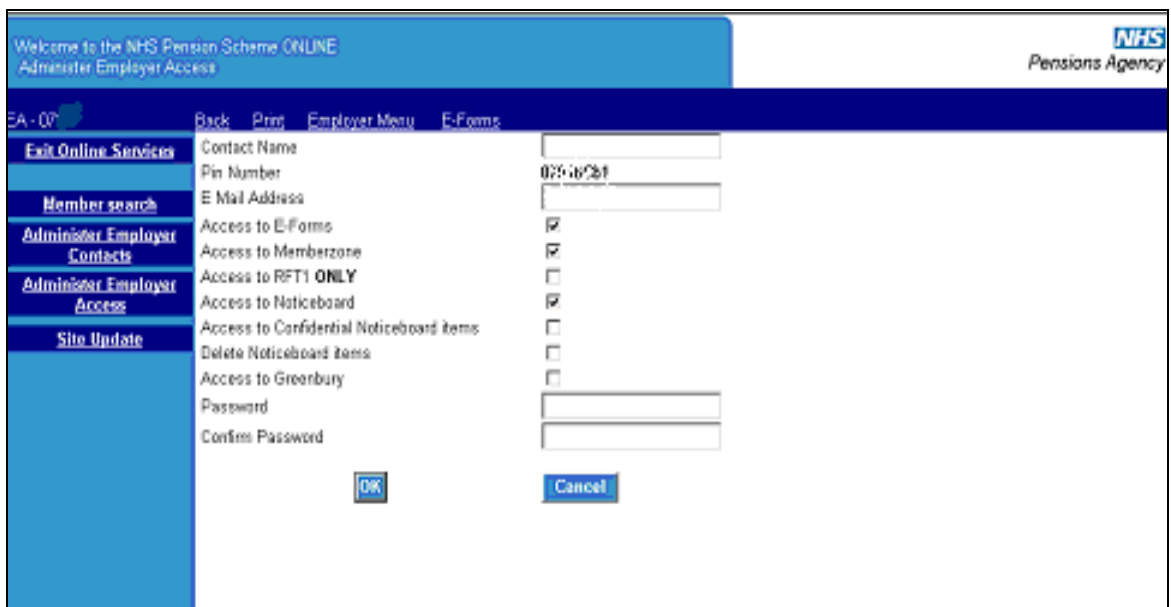 Welcome to the NHS Pension Scheme ONLINE
Administer Employer Access
NHS
Pensions Agency
EA - 07
Back Print Employer Menu E-Forms
Exit Online Services
Member search
Administer Employer
Contacts
Administer Employer
Access
Site Update
Contact Name
Pin Number
E Mail Address
Access to E-Forms
Access to Memberzone
Access to RFT1 ONLY
Access to Noticeboard
Access to Confidential Noticeboard items
Delete Noticeboard items
Access to Greenbury
Password
Confirm Password
OK Cancel